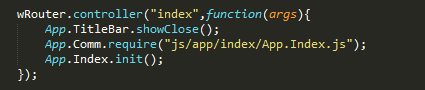 wRouter.controller("index",function(args){
    App.TitleBar.showClose();
    App.Comm.require("js/app/index/App.Index.js");
    App.Index.init();
});